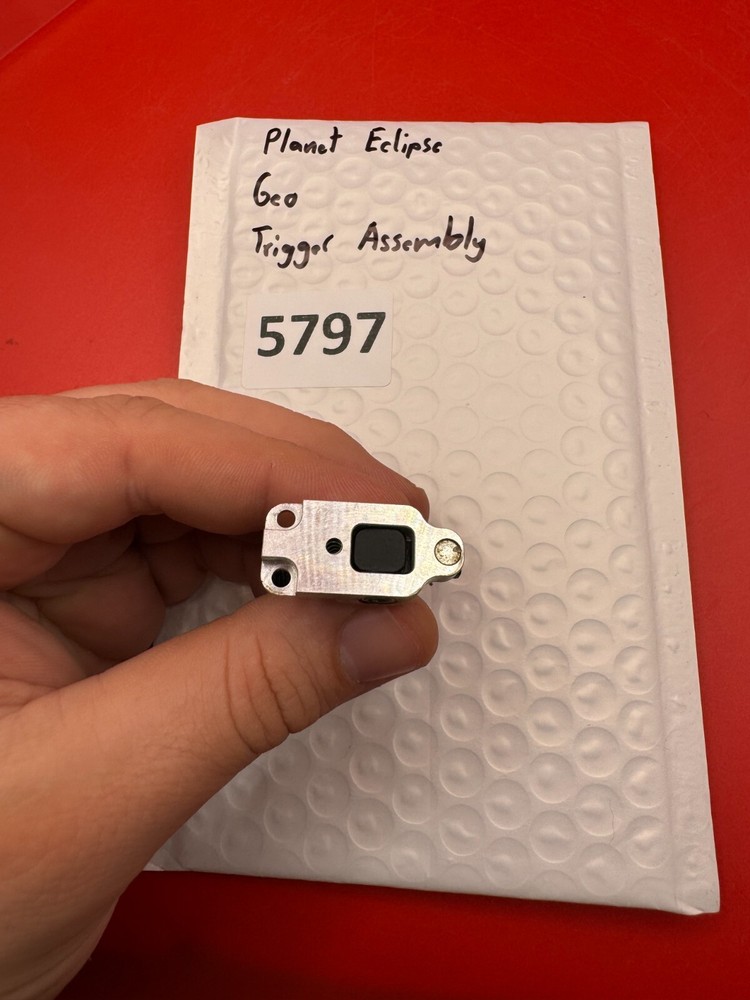 Planet Eclipse
Geo
Trigger Assembly
5797